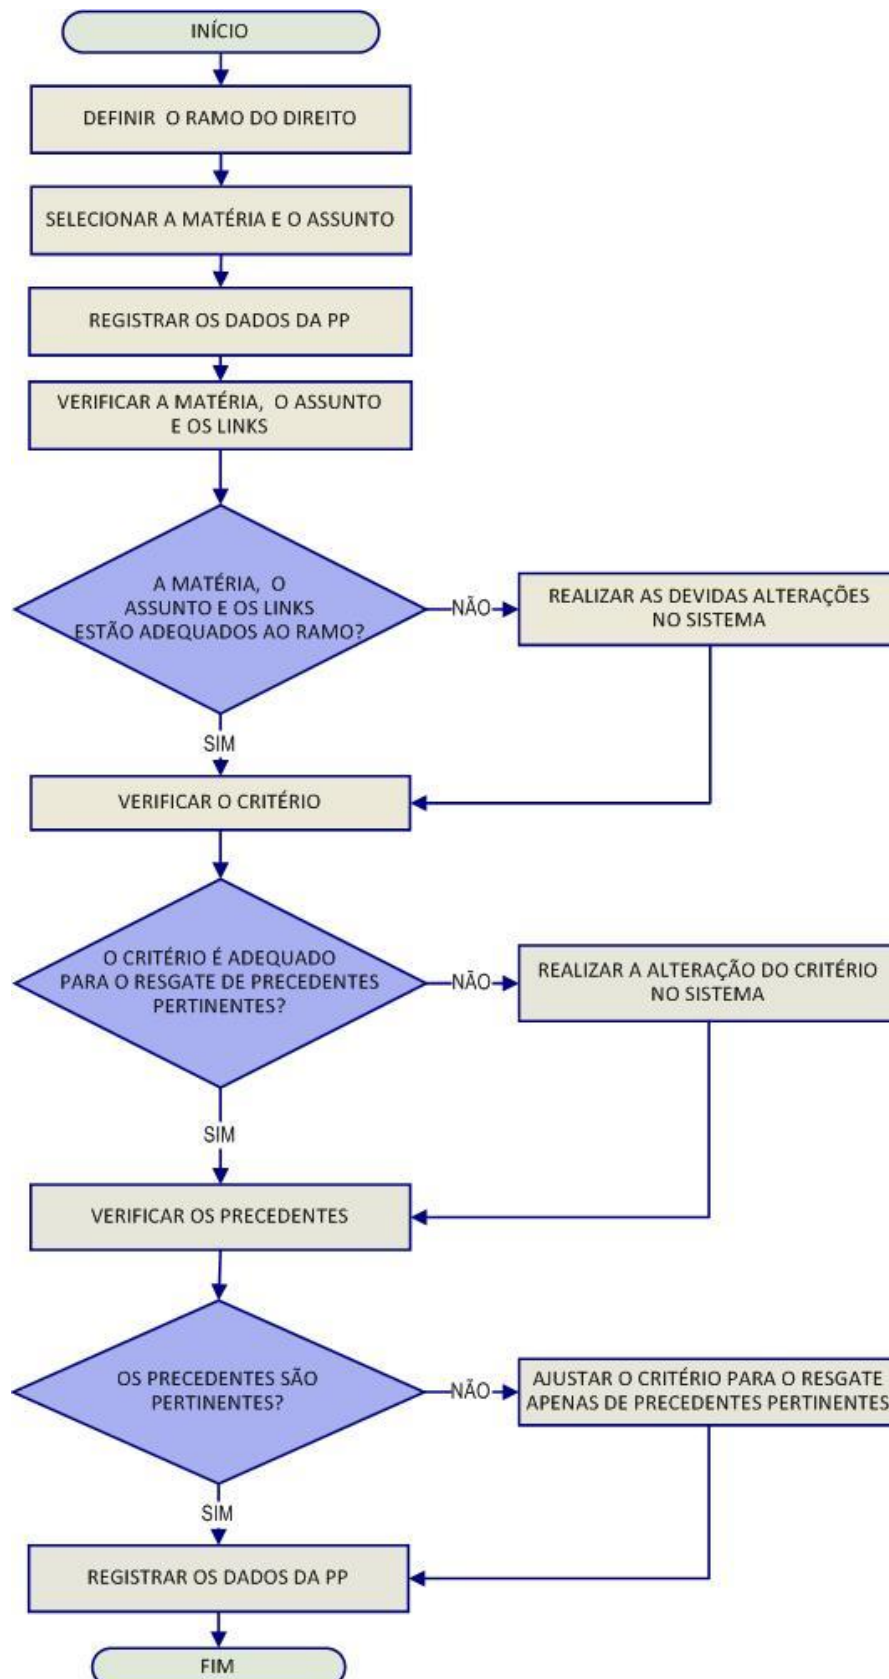 INÍCIO
DEFINIR O RAMO DO DIREITO
SELECIONAR A MATÉRIA E O ASSUNTO
REGISTRAR OS DADOS DA PP
VERIFICAR A MATÉRIA, O ASSUNTO
E OS LINKS
A MATÉRIA, O
ASSUNTO E OS LINKS
ESTÃO ADEQUADOS AO RAMO?
NÃO
REALIZAR AS DEVIDAS ALTERAÇÕES
NO SISTEMA
SIM
VERIFICAR O CRITÉRIO
O CRITÉRIO É ADEQUADO
PARA O RESGATE DE PRECEDENTES
PERTINENTES?
NÃO
REALIZAR A ALTERAÇÃO DO CRITÉRIO
NO SISTEMA
SIM
VERIFICAR OS PRECEDENTES
OS PRECEDENTES SÃO
PERTINENTES?
NÃO
AJUSTAR O CRITÉRIO PARA O RESGATE
APENAS DE PRECEDENTES PERTINENTES
SIM
REGISTRAR OS DADOS DA PP
FIM